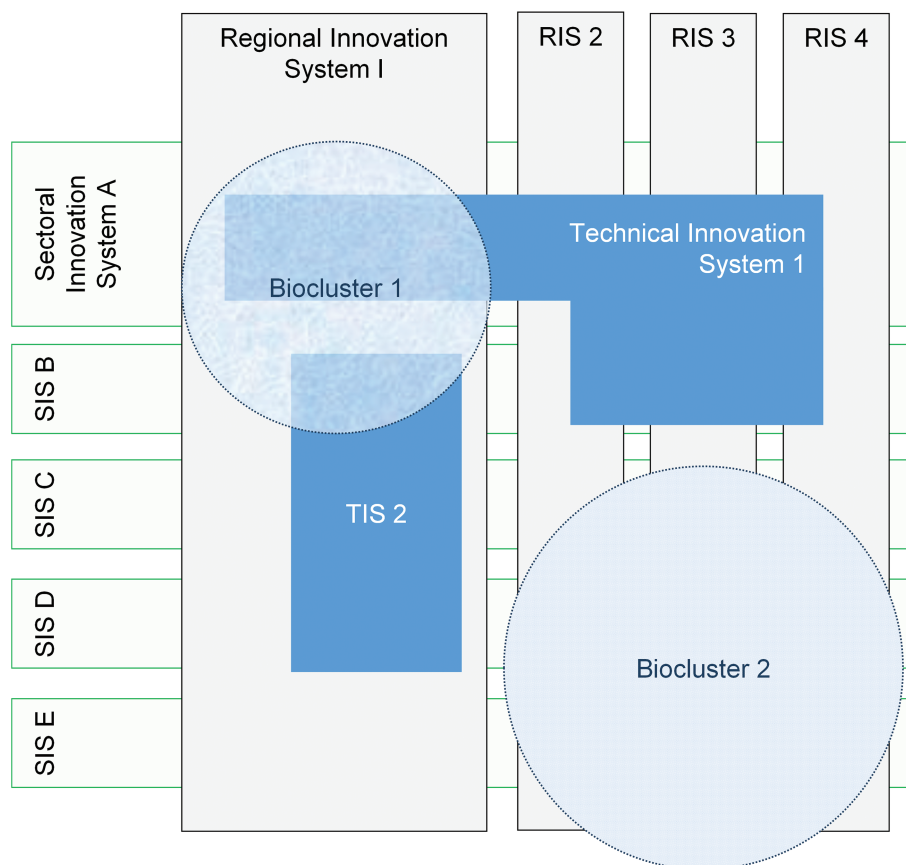 Regional Innovation
System I
RIS 2
RIS 3
RIS 4
Sectoral
Innovation
System A
Technical Innovation
System 1
Biocluster 1
SIS B
SIS C
TIS 2
SIS D
Biocluster 2
SIS E